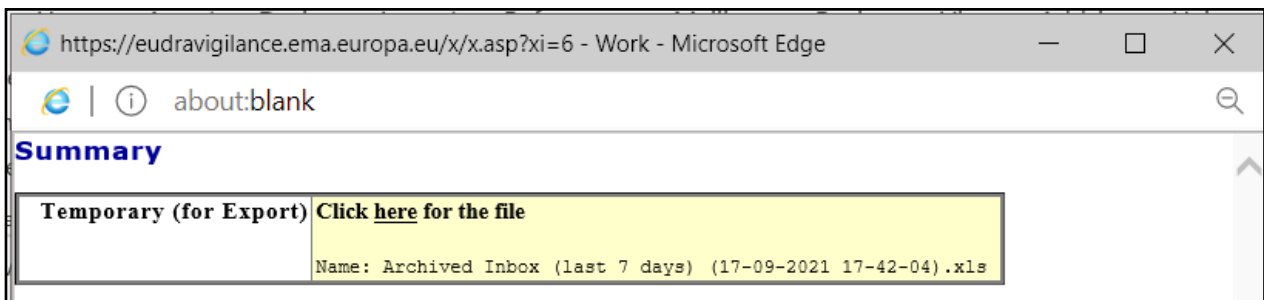 https://eudravigilance.ema.europa.eu/x/x.asp?xi=6 - Work - Microsoft Edge
about:blank
Summary
Temporary (for Export) Click here for the file
Name: Archived Inbox (last 7 days) (17-09-2021 17-42-04).xls